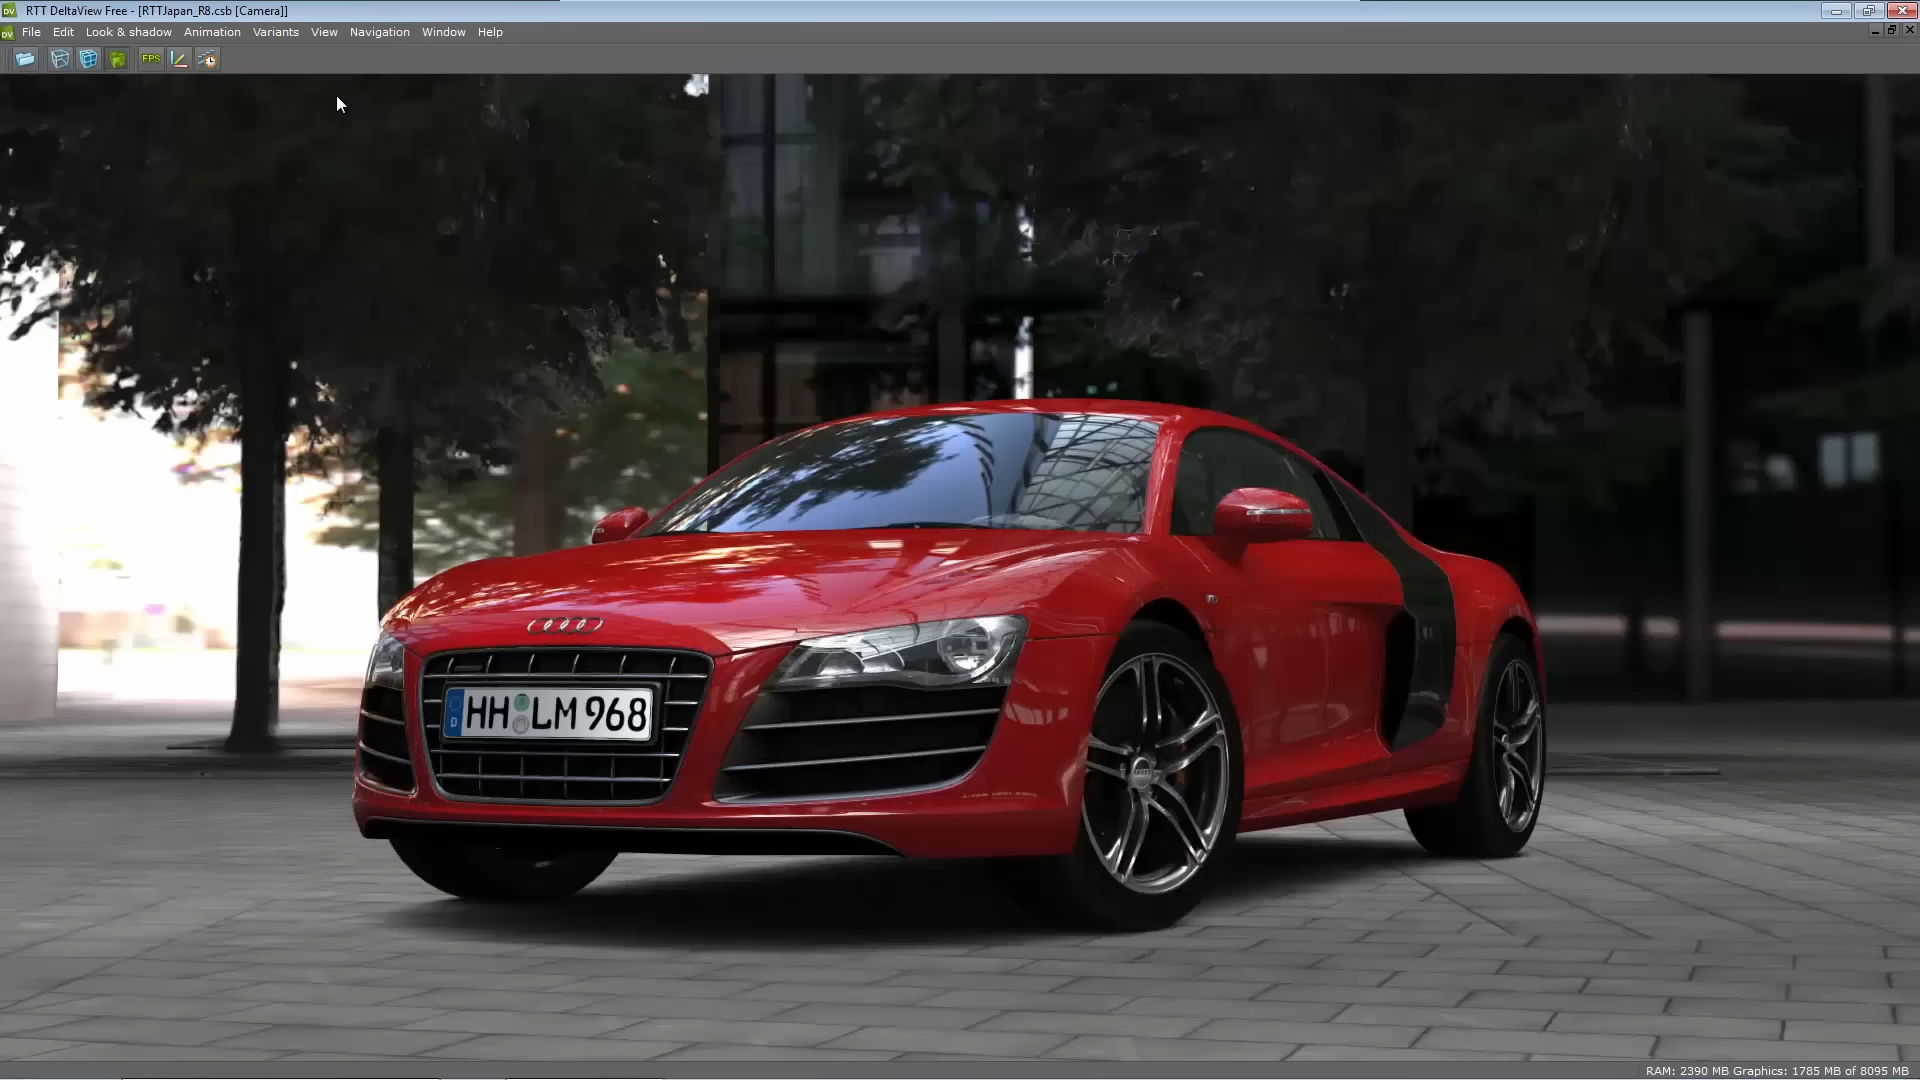 RTT DeltaView Free - [RTTJapan_R8.csb [Camera]]
File Edit Look & shadow Animation Variants View Navigation Window Help
FPS
D HH LM 968
RAM: 2390 MB Graphics: 1785 MB of 8095 MB